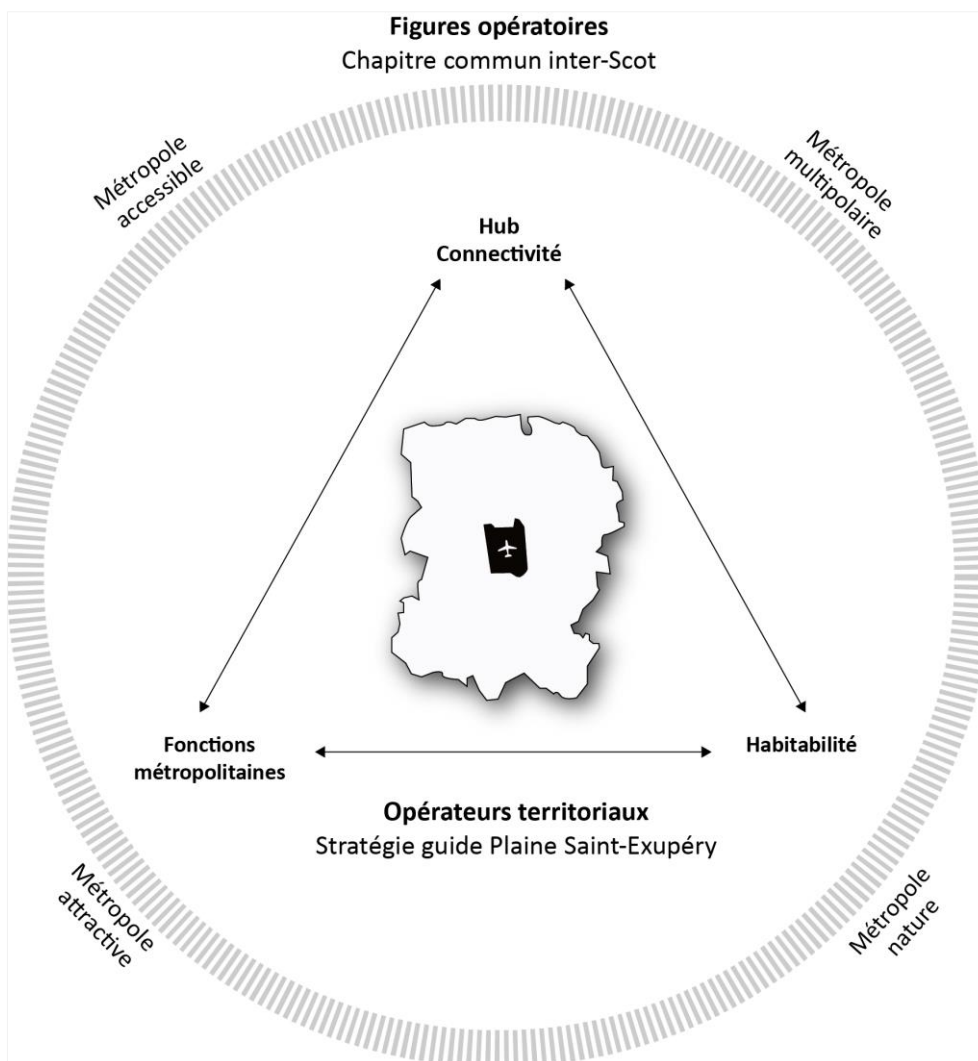 Figures opératoires
Chapitre commun inter-Scot
Métropole
accessible
Métropole
multipolaire
Hub
Connectivité
Fonctions
métropolitaines
Habitabilité
Opérateurs territoriaux
Stratégie guide Plaine Saint-Exupéry
Métropole
attractive
Métropole
nature